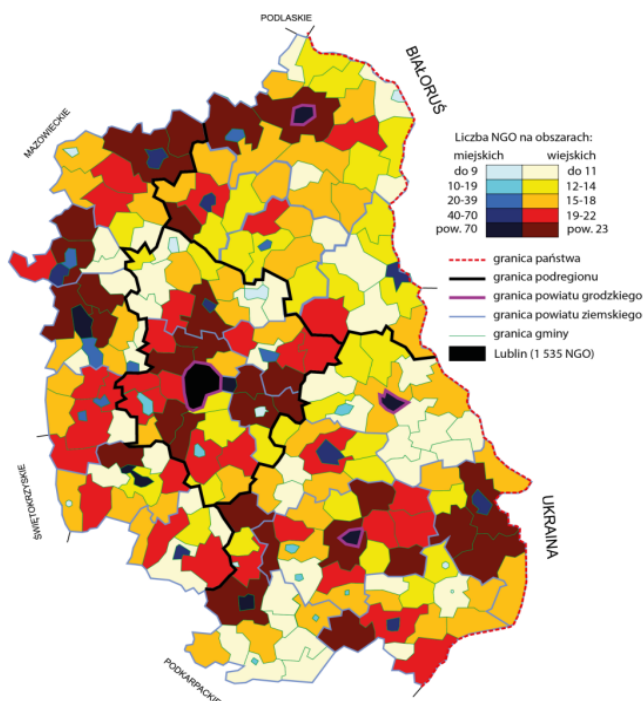 PODLASKIE
BIAŁORUŚ
MAZOWIECKIE
Liczba NGO na obszarach:
miejskich wiejskich
do 9 do 11
10-19 12-14
20-39 15-18
40-70 19-22
pow. 70 pow. 23
granica państwa
granica podregionu
granica powiatu grodzkiego
granica powiatu ziemskiego
granica gminy
Lublin (1 535 NGO)
ŚWIĘTOKRZYSKIE
UKRAINA
PODKARPACKIE